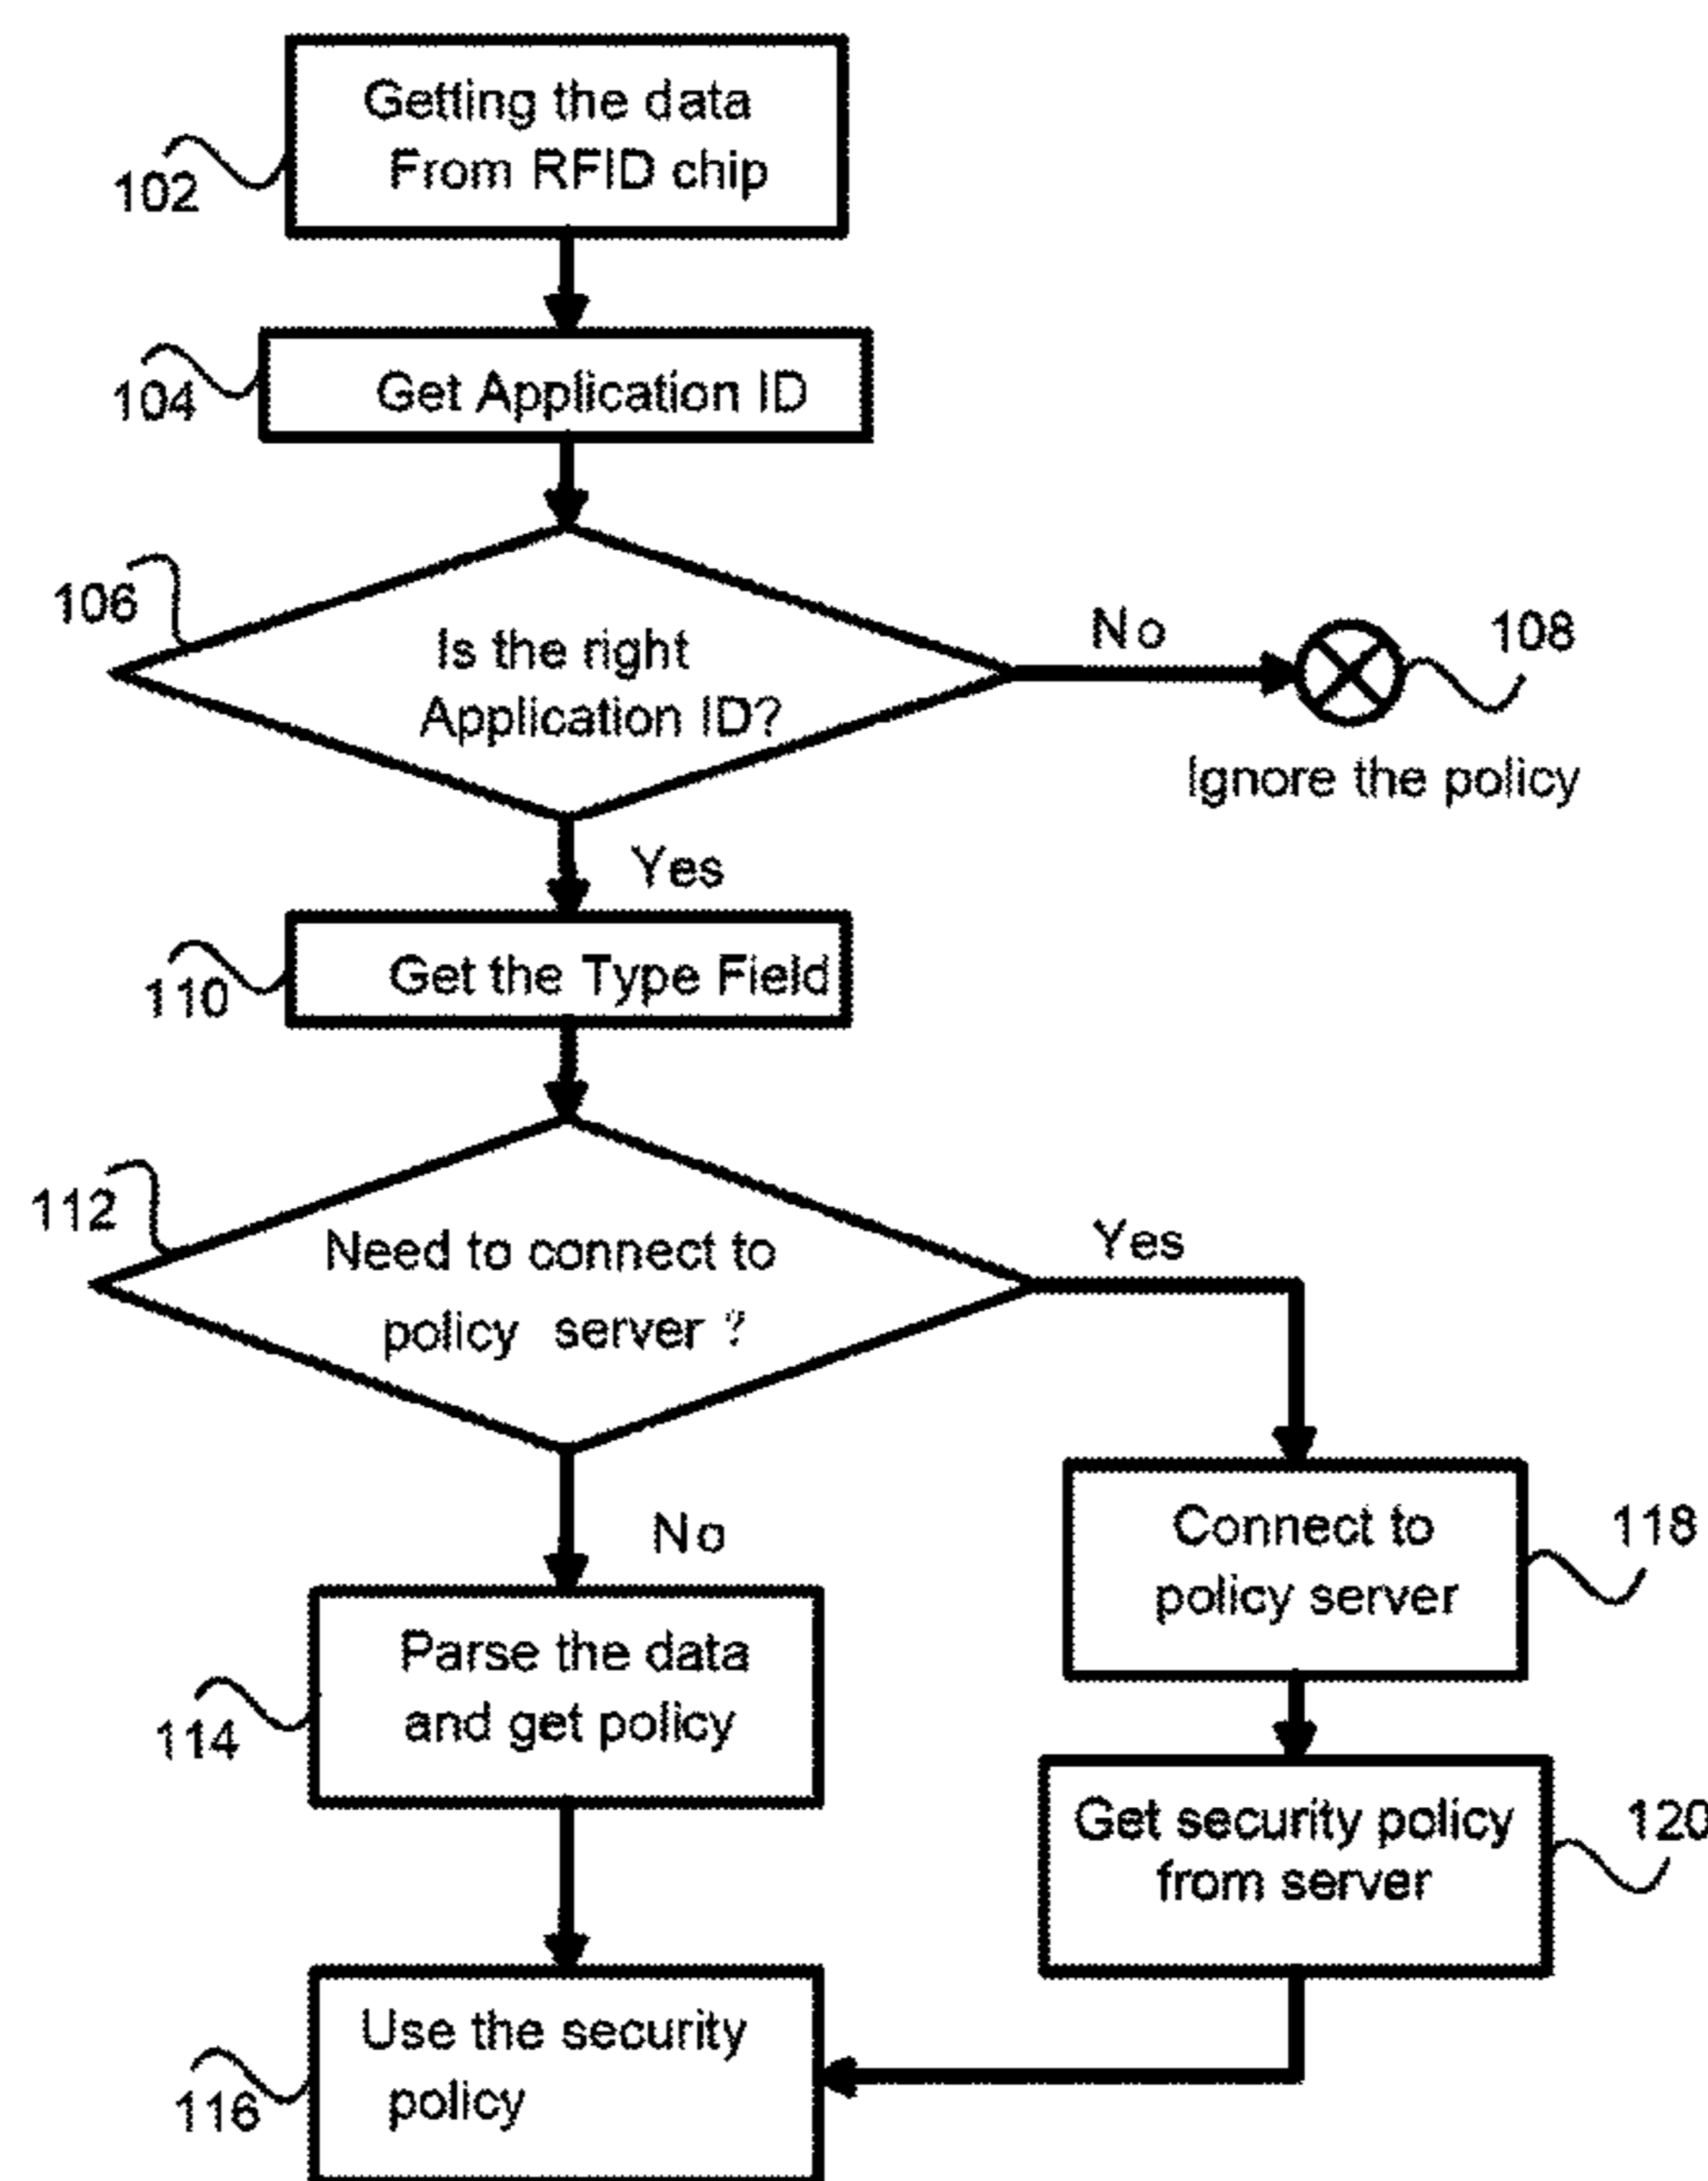 Getting the data
From RFID chip
102
Get Application ID
104
106
Is the right
Application ID?
No
108
Ignore the policy
Yes
Get the Type Field
110
112
Need to connect to
policy server ?
Yes
No
Connect to
policy server
118
Parse the data
and get policy
114
Get security policy
from server
120
Use the security
policy
116